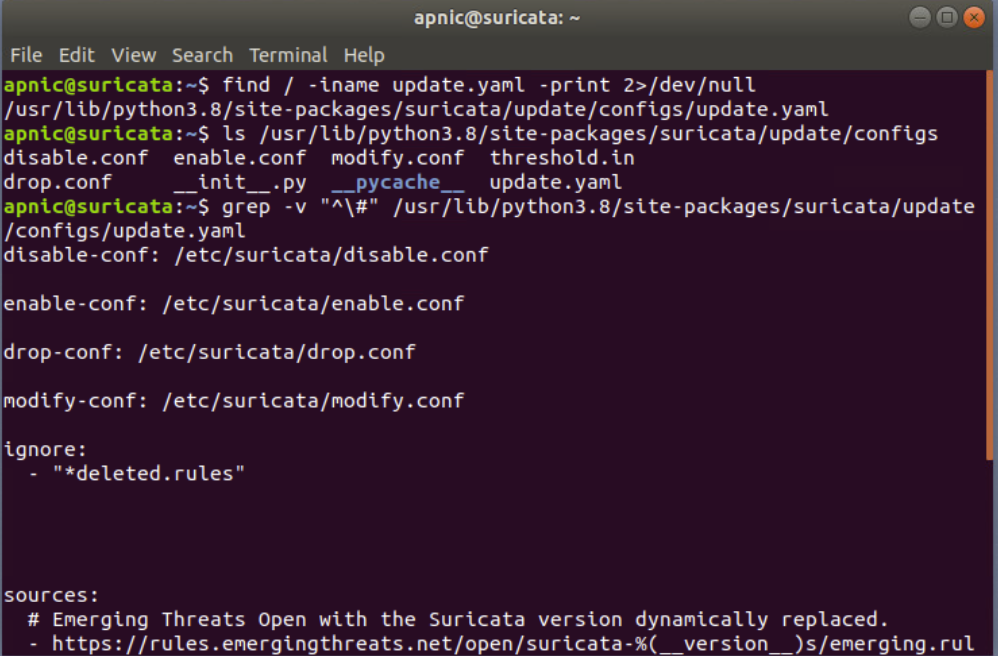 apnic@suricata: ~
File Edit View Search Terminal Help
apnic@suricata:~$ find / -iname update.yaml -print 2>/dev/null
/usr/lib/python3.8/site-packages/suricata/update/configs/update.yaml
apnic@suricata:~$ ls /usr/lib/python3.8/site-packages/suricata/update/configs
disable.conf  enable.conf  modify.conf  threshold.in
drop.conf     __init__.py  __pycache__  update.yaml
apnic@suricata:~$ grep -v "^\#" /usr/lib/python3.8/site-packages/suricata/update
/configs/update.yaml
disable-conf: /etc/suricata/disable.conf
enable-conf: /etc/suricata/enable.conf
drop-conf: /etc/suricata/drop.conf
modify-conf: /etc/suricata/modify.conf
ignore:
  - "*deleted.rules"
sources:
  # Emerging Threats Open with the Suricata version dynamically replaced.
  - https://rules.emergingthreats.net/open/suricata-%(__version__)s/emerging.rul